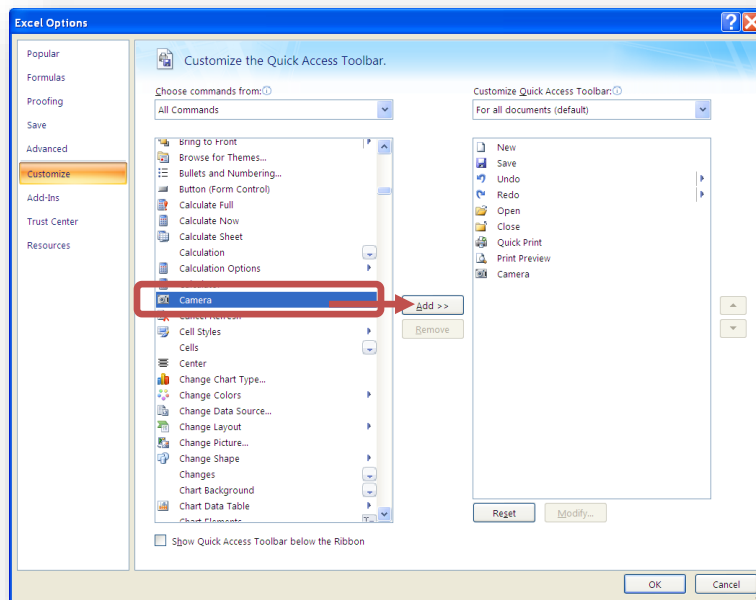 Excel Options
Popular
Formulas
Proofing
Save
Advanced
Customize
Add-Ins
Trust Center
Resources
Customize the Quick Access Toolbar.
Choose commands from:
All Commands
Bring to Front
Browse for Themes...
Bullets and Numbering...
Button (Form Control)
Calculate Full
Calculate Now
Calculate Sheet
Calculation
Calculation Options
Camera
Cancel Refresh
Cell Styles
Cells
Center
Change Chart Type...
Change Colors
Change Data Source...
Change Layout
Change Picture...
Change Shape
Changes
Chart Background
Chart Data Table
Chart Elements
Show Quick Access Toolbar below the Ribbon
Add >>
Remove
Customize Quick Access Toolbar:
For all documents (default)
New
Save
Undo
Redo
Open
Close
Quick Print
Print Preview
Camera
Reset
Modify...
OK
Cancel